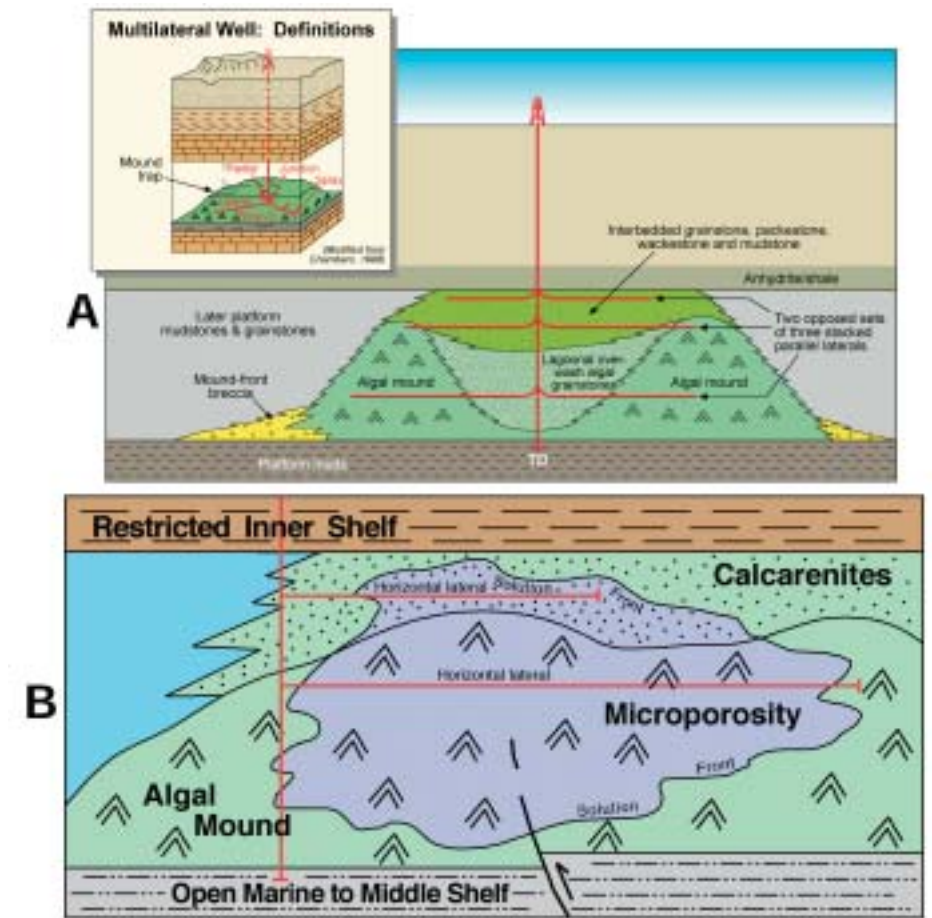 Multilateral Well: Definitions
Mound
trap
Junction
(Modified from
Chambers, 1998)
A
Interbedded grainstone, packestone,
wackestone and mudstone
Anhydrite/shale
Later platform
mudstones & grainstones
Two opposed sets
of three stacked
parallel laterals
Lagoonal over-
wash algal
grainstones
Algal mound
Algal mound
Mound-front
breccia
Platform muds
TD
B
Restricted Inner Shelf
Calcarenites
Horizontal lateral
Solution
Front
Horizontal lateral
Microporosity
Front
Solution
Algal
Mound
Open Marine to Middle Shelf